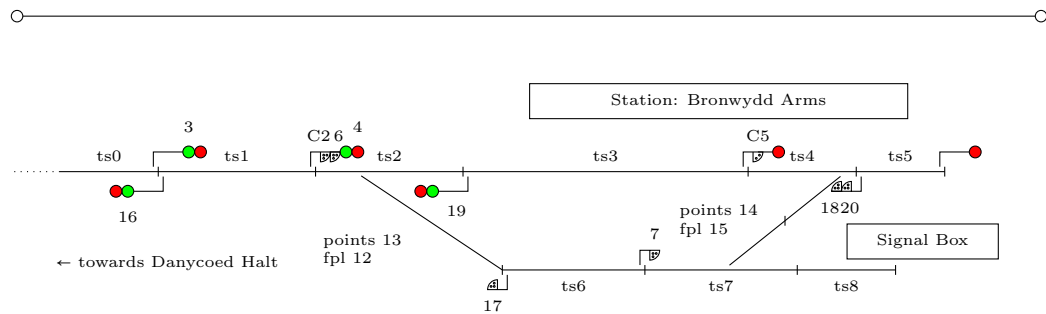 Station: Bronwydd Arms
3
C2 6 4
C5
ts0 ts1 ts2 ts3 ts4 ts5
16
19
1820
points 13
fpl 12
points 14
fpl 15
7
Signal Box
← towards Danycoed Halt
17
ts6 ts7 ts8